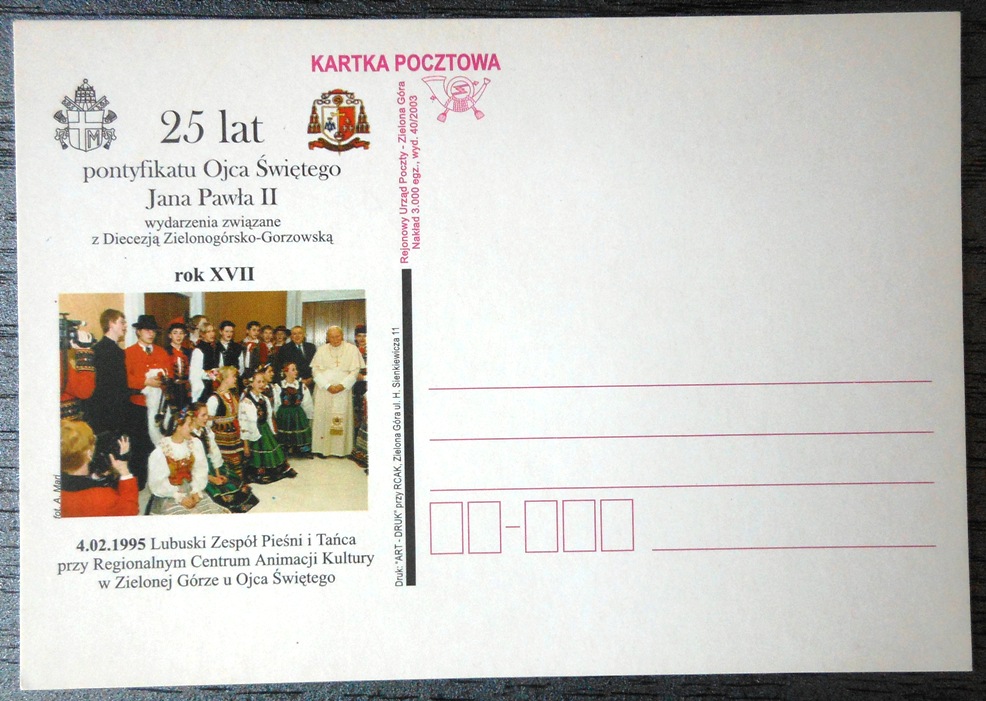 KARTKA POCZTOWA
25 lat
pontyfikatu Ojca Świętego
Jana Pawła II
wydarzenia związane
z Diecezją Zielonogórsko-Gorzowską
rok XVII
fot. A. Mari
4.02.1995 Lubuski Zespół Pieśni i Tańca
przy Regionalnym Centrum Animacji Kultury
w Zielonej Górze u Ojca Świętego
Rejonowy Urząd Poczty - Zielona Góra
Nakład 3.000 egz., wyd. 40/2003
Druk: "ART - DRUK" przy RCAK, Zielona Góra ul. H. Sienkiewicza 11